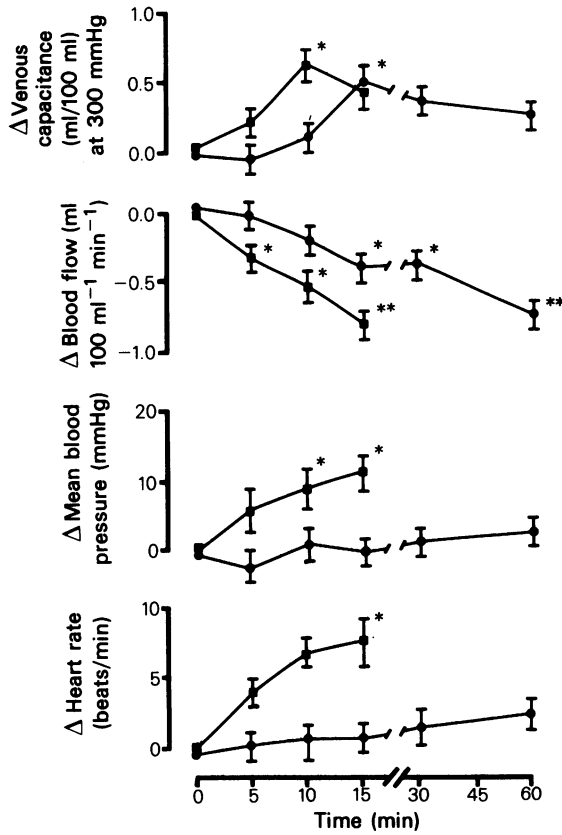 Δ Venous
capacitance
(ml/100 ml)
at 300 mmHg
1.0
0.5
0.0
*
*
Δ Blood flow (ml
100 ml⁻¹ min⁻¹)
0.0
−0.5
−1.0
*
*
**
*
*
**
Δ Mean blood
pressure (mmHg)
20
10
0
*
*
Δ Heart rate
(beats/min)
10
5
0
*
0 5 10 15 30 45 60
Time (min)